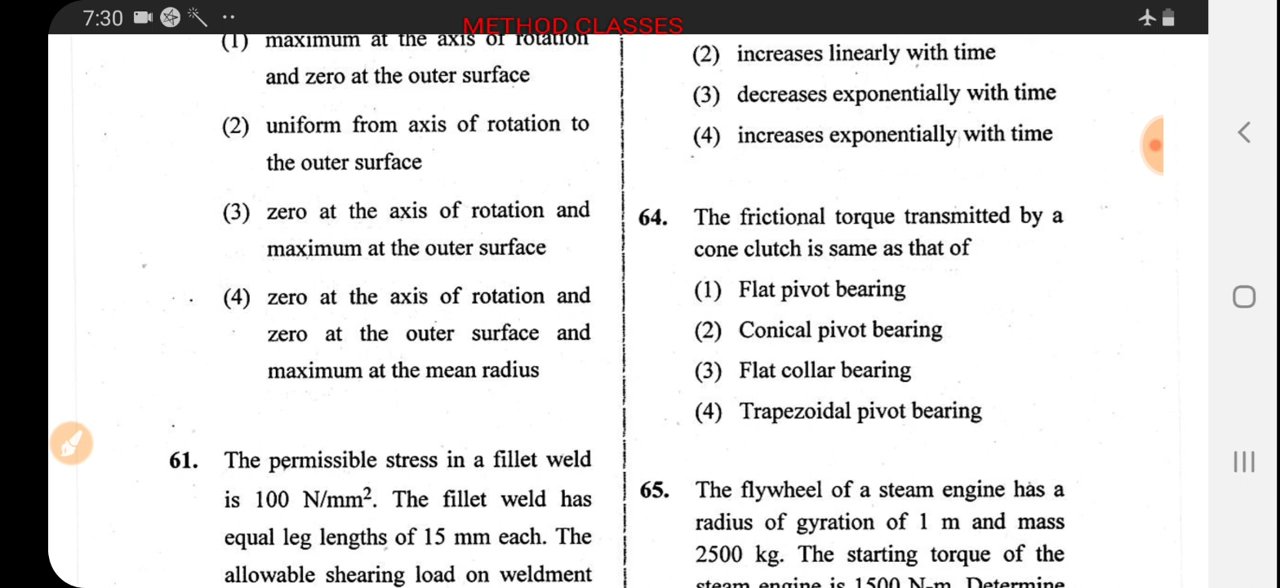 7:30
METHOD CLASSES
(1) maximum at the axis of rotation
and zero at the outer surface
(2) uniform from axis of rotation to
the outer surface
(3) zero at the axis of rotation and
maximum at the outer surface
(4) zero at the axis of rotation and
zero at the outer surface and
maximum at the mean radius
61. The permissible stress in a fillet weld
is 100 N/mm². The fillet weld has
equal leg lengths of 15 mm each. The
allowable shearing load on weldment
(2) increases linearly with time
(3) decreases exponentially with time
(4) increases exponentially with time
64. The frictional torque transmitted by a
cone clutch is same as that of
(1) Flat pivot bearing
(2) Conical pivot bearing
(3) Flat collar bearing
(4) Trapezoidal pivot bearing
65. The flywheel of a steam engine has a
radius of gyration of 1 m and mass
2500 kg. The starting torque of the
steam engine is 1500 N-m. Determine